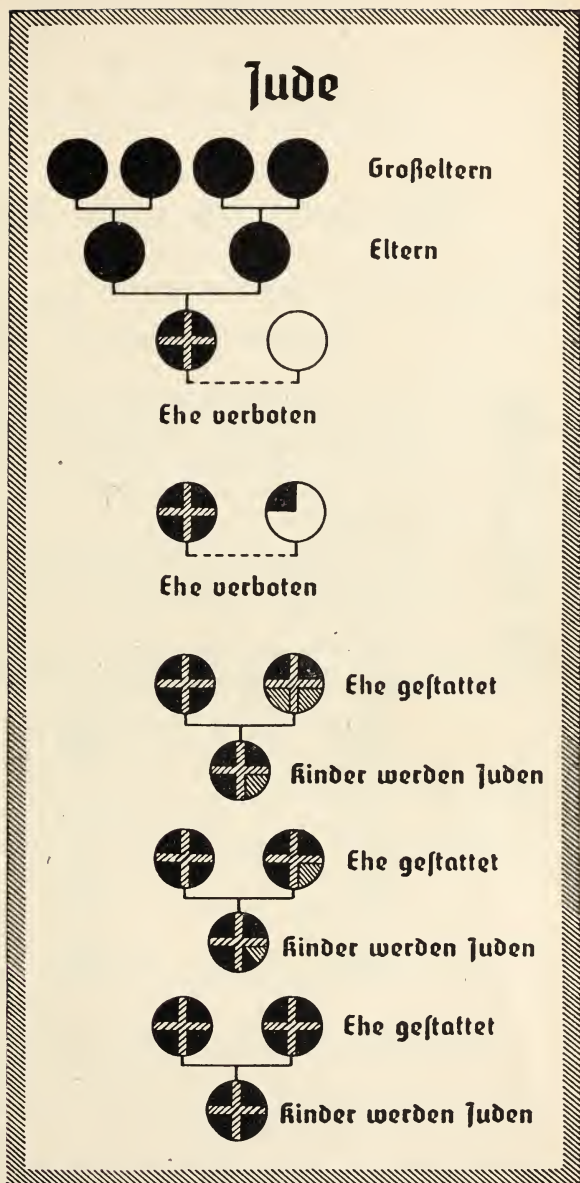 Jude
Großeltern
Eltern
Ehe verboten
Ehe verboten
Ehe gestattet
Kinder werden Juden
Ehe gestattet
Kinder werden Juden
Ehe gestattet
Kinder werden Juden